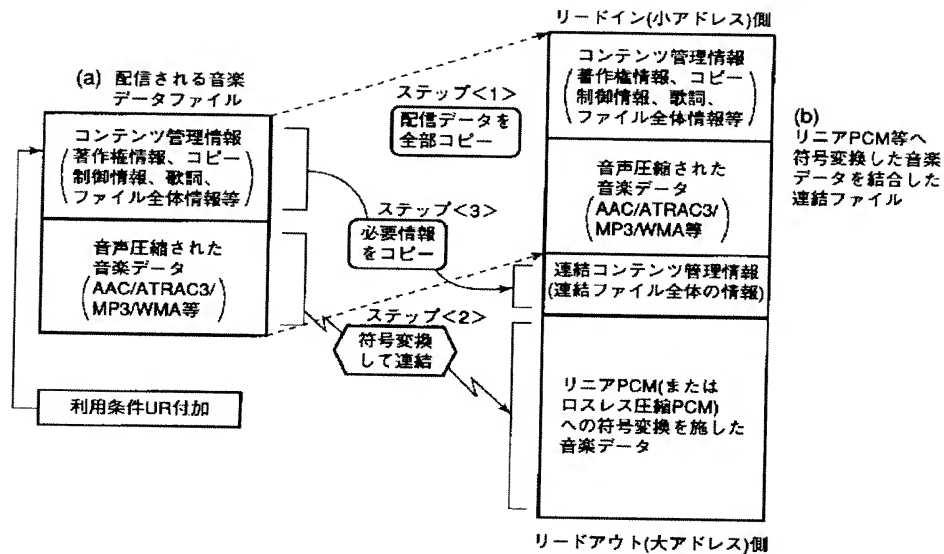 (a) 配信される音楽
データファイル
コンテンツ管理情報
(著作権情報、コピー
制御情報、歌詞、
ファイル全体情報等)
音声圧縮された
音楽データ
(AAC/ATRAC3/
MP3/WMA等)
利用条件UR付加
ステップ<1>
配信データを
全部コピー
ステップ<3>
必要情報
をコピー
ステップ<2>
符号変換
して連結
リードイン(小アドレス)側
コンテンツ管理情報
(著作権情報、コピー
制御情報、歌詞、
ファイル全体情報等)
音声圧縮された
音楽データ
(AAC/ATRAC3/
MP3/WMA等)
連結コンテンツ管理情報
(連結ファイル全体の情報)
リニアPCM(または
ロスレス圧縮PCM)
への符号変換を施した
音楽データ
リードアウト(大アドレス)側
(b)
リニアPCM等へ
符号変換した音楽
データを結合した
連結ファイル